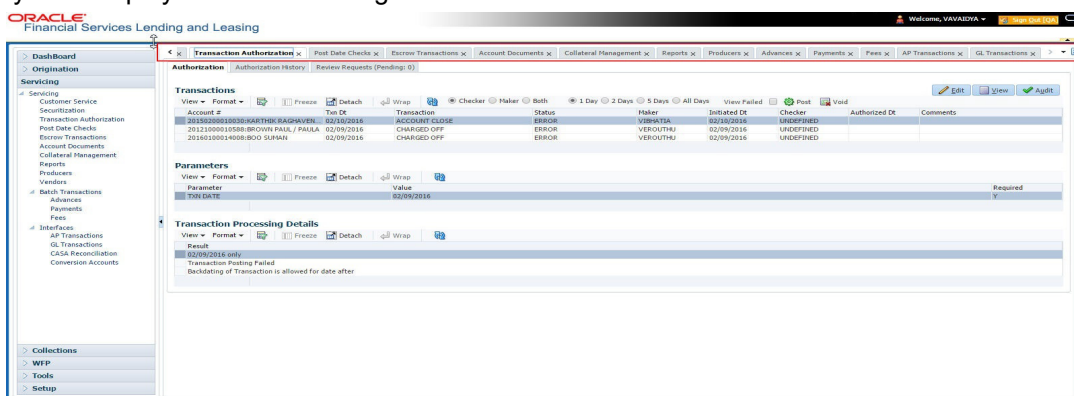 ORACLE
Financial Services Lending and Leasing
Welcome, VAVAIDYA
Sign Out [QA]
DashBoard
Origination
Servicing
Servicing
Customer Service
Securitization
Transaction Authorization
Post Date Checks
Escrow Transactions
Account Documents
Collateral Management
Reports
Producers
Vendors
Batch Transactions
Advances
Payments
Fees
Interfaces
AP Transactions
GL Transactions
CASA Reconciliation
Conversion Accounts
Collections
WFP
Tools
Setup
x Transaction Authorization x Post Date Checks x Escrow Transactions x Account Documents x Collateral Management x Reports x Producers x Advances x Payments x Fees x AP Transactions x GL Transactions x
Authorization Authorization History Review Requests (Pending: 0)
Transactions
Edit View Audit
View Format Freeze Detach Wrap Checker Maker Both 1 Day 2 Days 5 Days All Days View Failed Post Void
Account # Txn Dt Transaction Status Maker Initiated Dt Checker Authorized Dt Comments
20150200010030:KARTHIK RAGHAVEN... 02/10/2016 ACCOUNT CLOSE ERROR VIBHATIA 02/10/2016 UNDEFINED
20121000010588:BROWN PAUL / PAULA 02/09/2016 CHARGED OFF ERROR VEROUTHU 02/09/2016 UNDEFINED
20160100014008:BOO SUMAN 02/09/2016 CHARGED OFF ERROR VEROUTHU 02/09/2016 UNDEFINED
Parameters
View Format Freeze Detach Wrap
Parameter Value Required
TXN DATE 02/09/2016 Y
Transaction Processing Details
View Format Freeze Detach Wrap
Result
02/09/2016 only
Transaction Posting Failed
Backdating of Transaction is allowed for date after